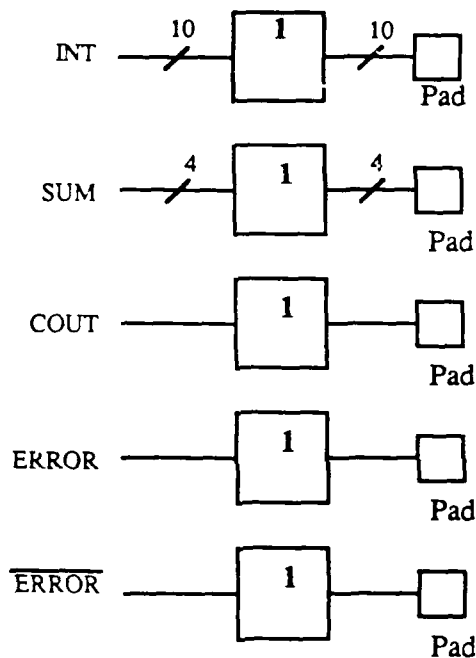 10 1 10
INT
Pad
4 1 4
SUM
Pad
1
COUT
Pad
1
ERROR
Pad
1
ERROR
Pad